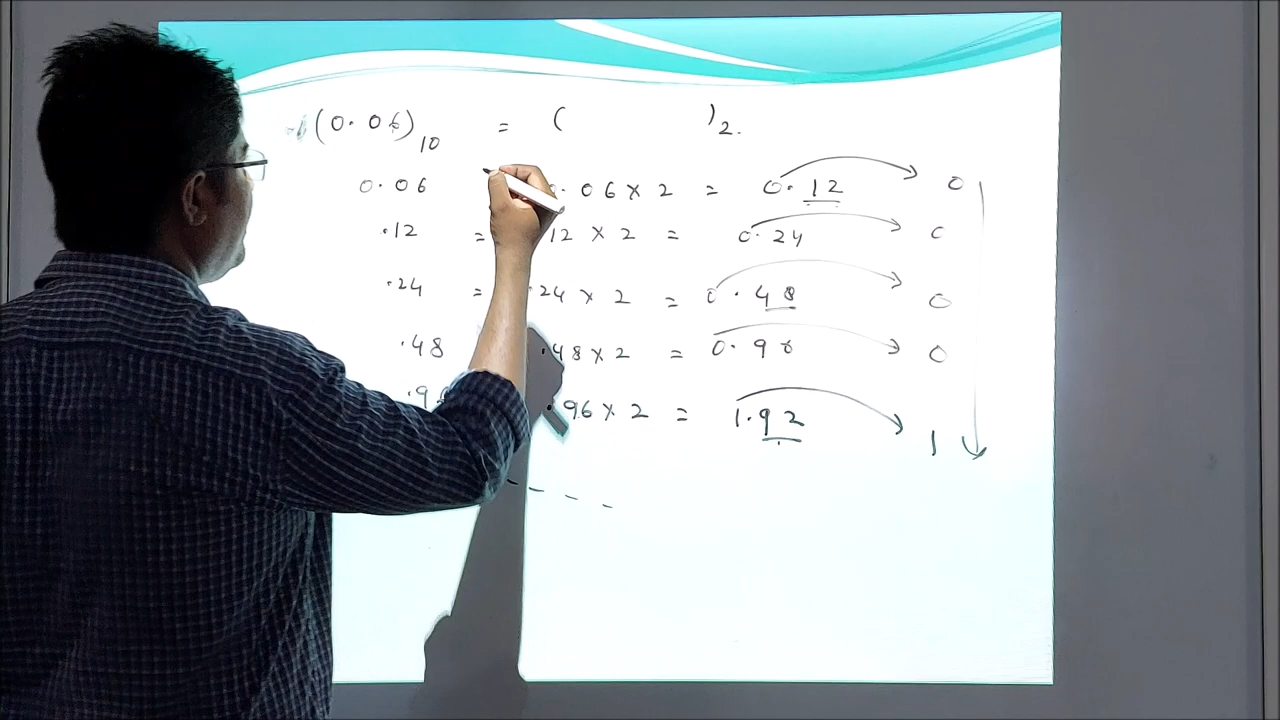 (0.06)10 = ( )2.
0.06 0.06 × 2 = 0.12 0
.12 = .12 × 2 = 0.24 0
.24 = .24 × 2 = 0.48 0
.48 .48 × 2 = 0.96 0
.96 .96 × 2 = 1.92 1